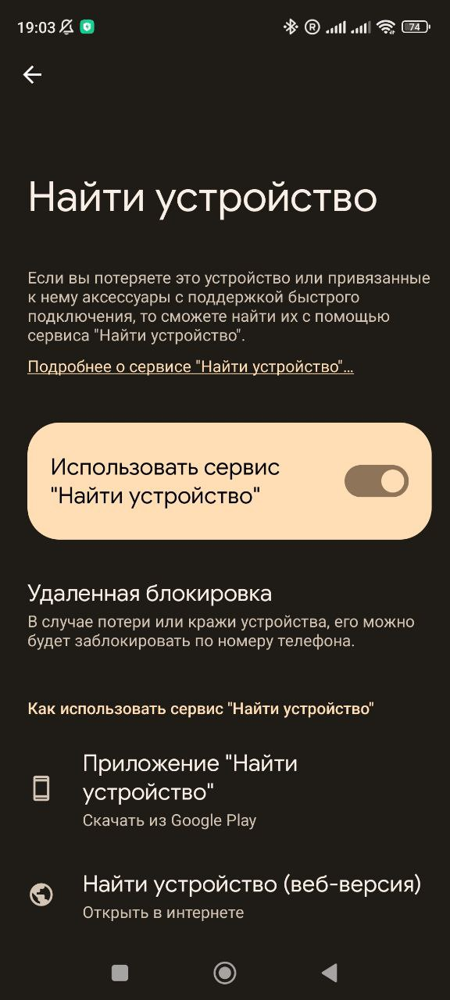 19:03
R
74
Найти устройство
Если вы потеряете это устройство или привязанные
к нему аксессуары с поддержкой быстрого
подключения, то сможете найти их с помощью
сервиса "Найти устройство".
Подробнее о сервисе "Найти устройство"…
Использовать сервис
"Найти устройство"
Удаленная блокировка
В случае потери или кражи устройства, его можно
будет заблокировать по номеру телефона.
Как использовать сервис "Найти устройство"
Приложение "Найти
устройство"
Скачать из Google Play
Найти устройство (веб-версия)
Открыть в интернете